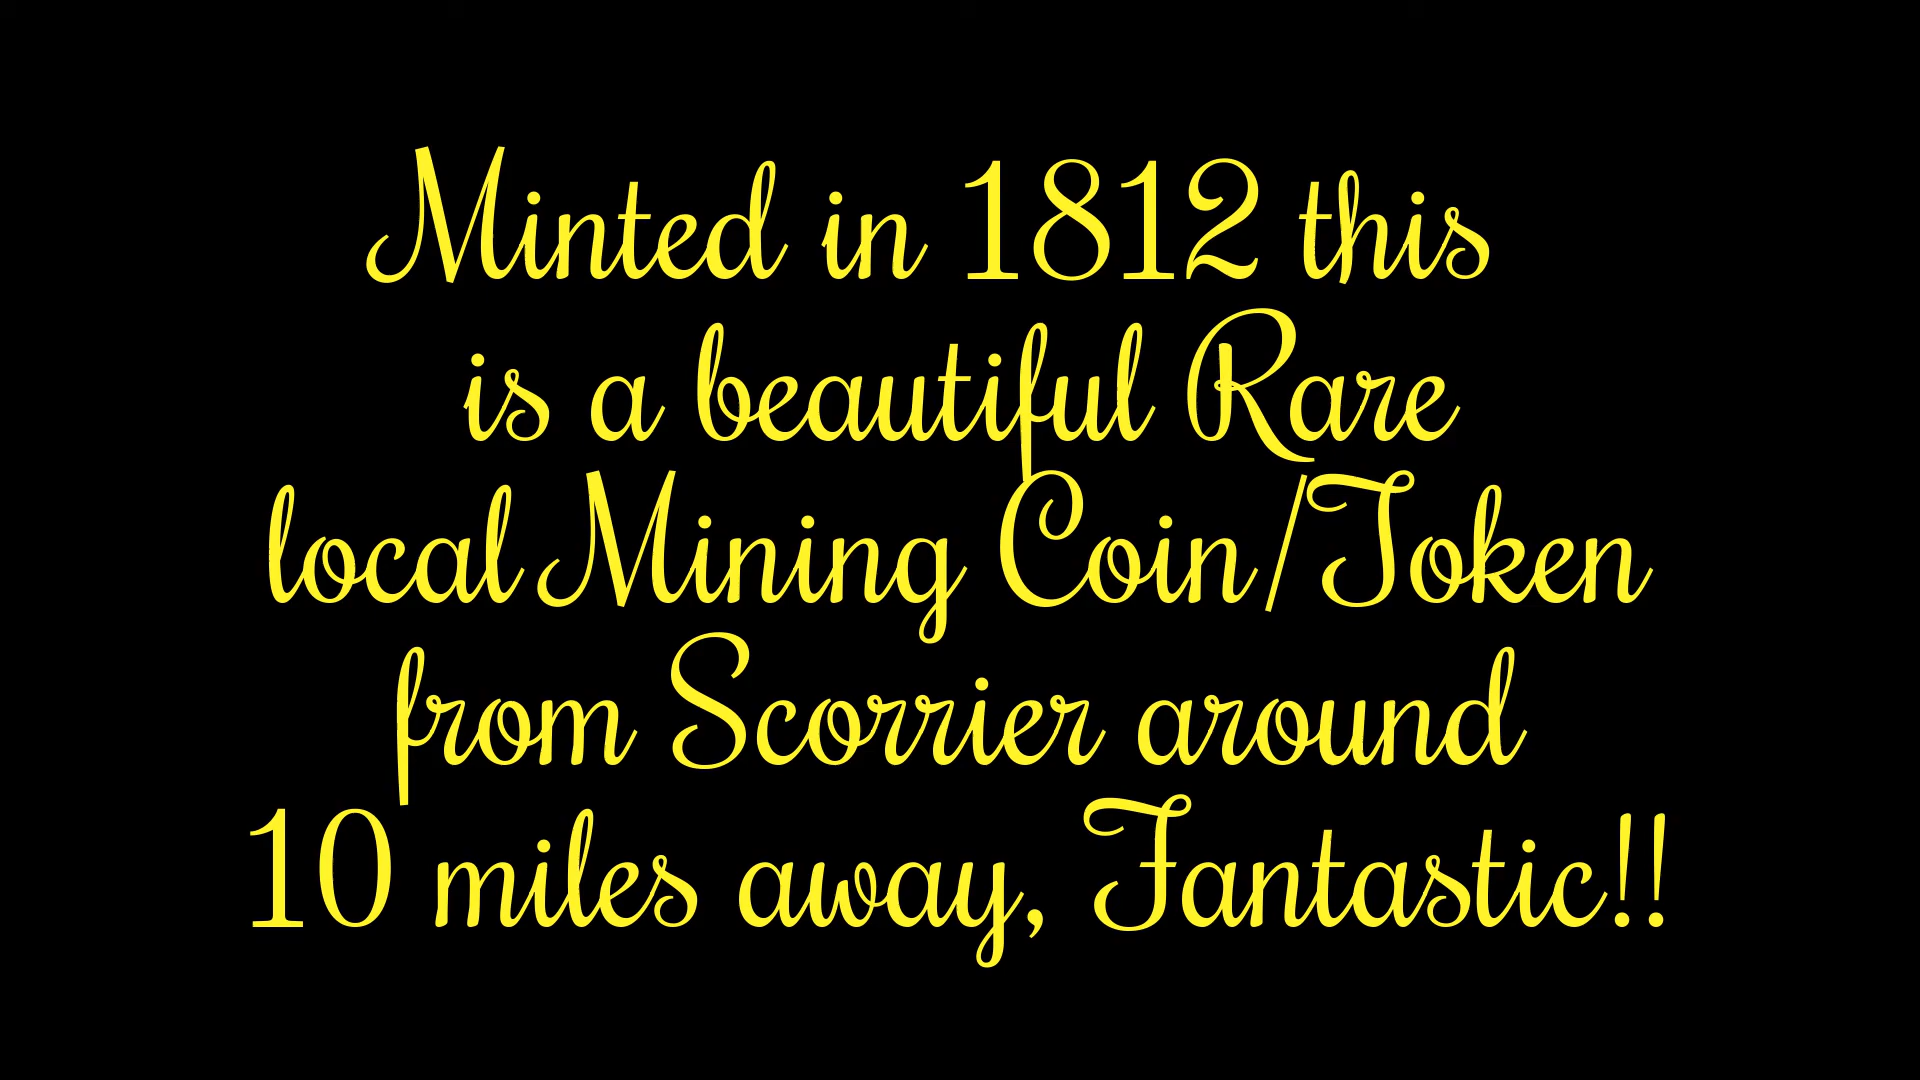 Minted in 1812 this
is a beautiful Rare
local Mining Coin/Token
from Scorrier around
10 miles away, Fantastic!!